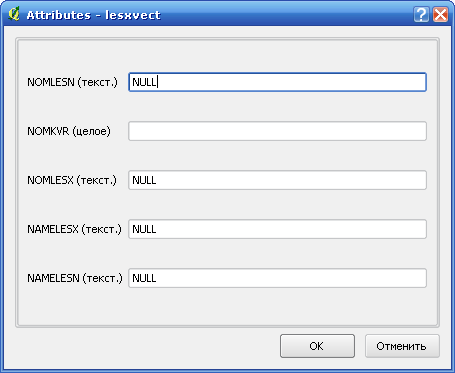 Attributes - lesxvect
NOMLESN (текст.) NULL
NOMKVR (целое)
NOMLESX (текст.) NULL
NAMELESX (текст.) NULL
NAMELESN (текст.) NULL
OK Отменить